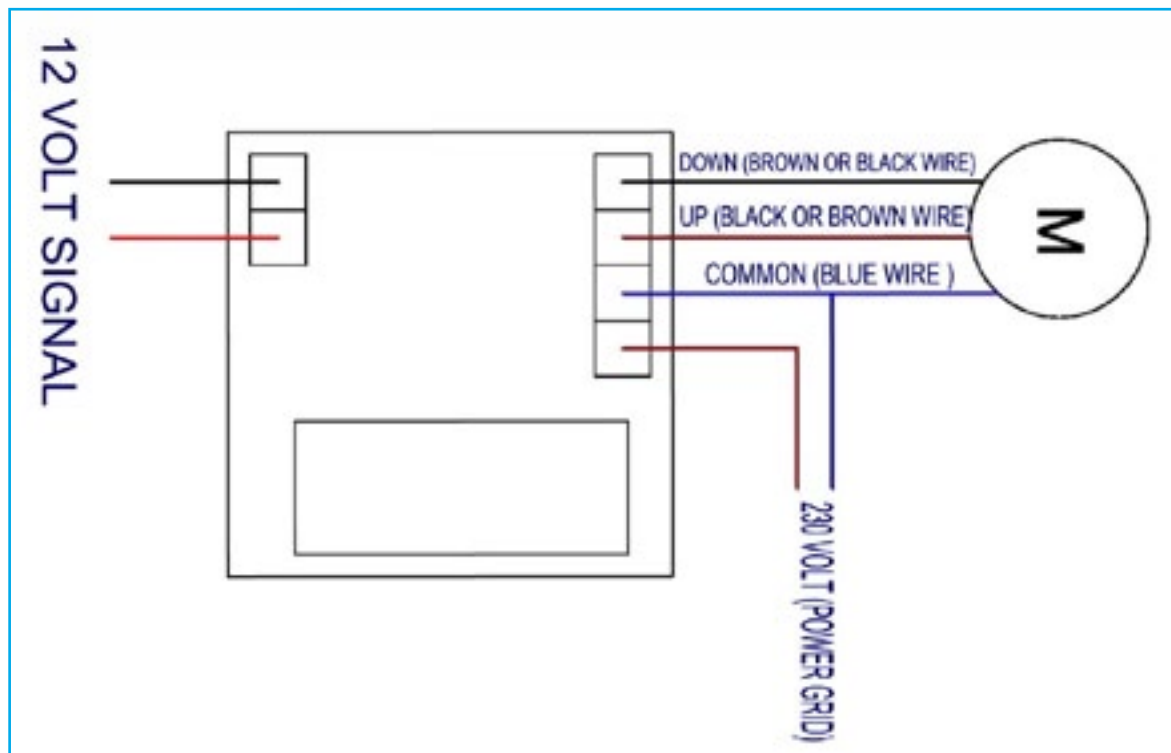 12 VOLT SIGNAL
DOWN (BROWN OR BLACK WIRE)
UP (BLACK OR BROWN WIRE)
COMMON (BLUE WIRE )
M
230 VOLT (POWER GRID)